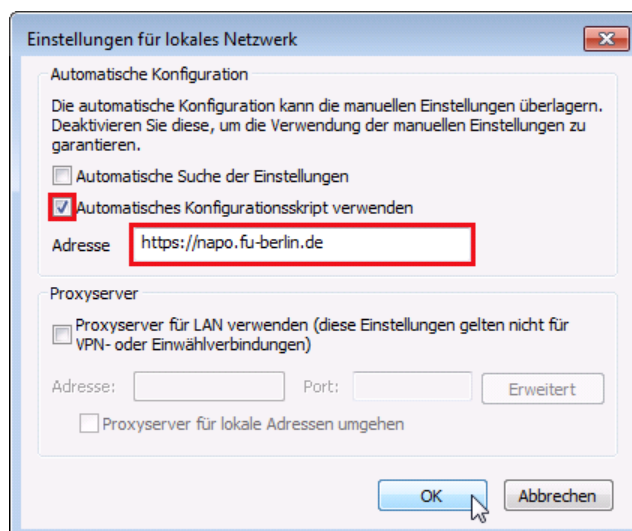 Einstellungen für lokales Netzwerk
Automatische Konfiguration
Die automatische Konfiguration kann die manuellen Einstellungen überlagern.
Deaktivieren Sie diese, um die Verwendung der manuellen Einstellungen zu
garantieren.
Automatische Suche der Einstellungen
Automatisches Konfigurationsskript verwenden
Adresse https://napo.fu-berlin.de
Proxyserver
Proxyserver für LAN verwenden (diese Einstellungen gelten nicht für
VPN- oder Einwählverbindungen)
Adresse: Port: Erweitert
Proxyserver für lokale Adressen umgehen
OK Abbrechen